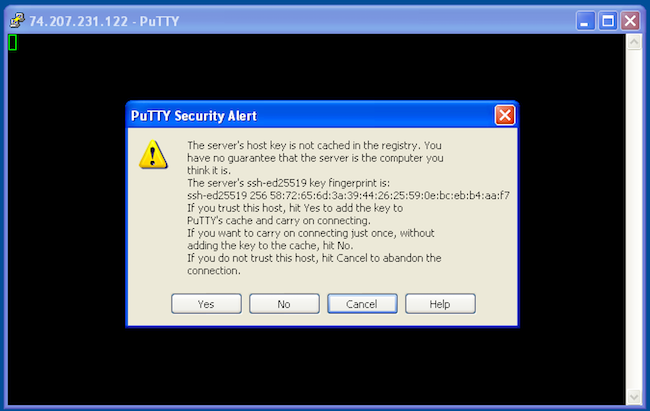 74.207.231.122 - PuTTY
PuTTY Security Alert
The server's host key is not cached in the registry. You
have no guarantee that the server is the computer you
think it is.
The server's ssh-ed25519 key fingerprint is:
ssh-ed25519 256 58:72:65:6d:3a:39:44:26:25:59:0e:bc:eb:b4:aa:f7
If you trust this host, hit Yes to add the key to
PuTTY's cache and carry on connecting.
If you want to carry on connecting just once, without
adding the key to the cache, hit No.
If you do not trust this host, hit Cancel to abandon the
connection.
Yes No Cancel Help